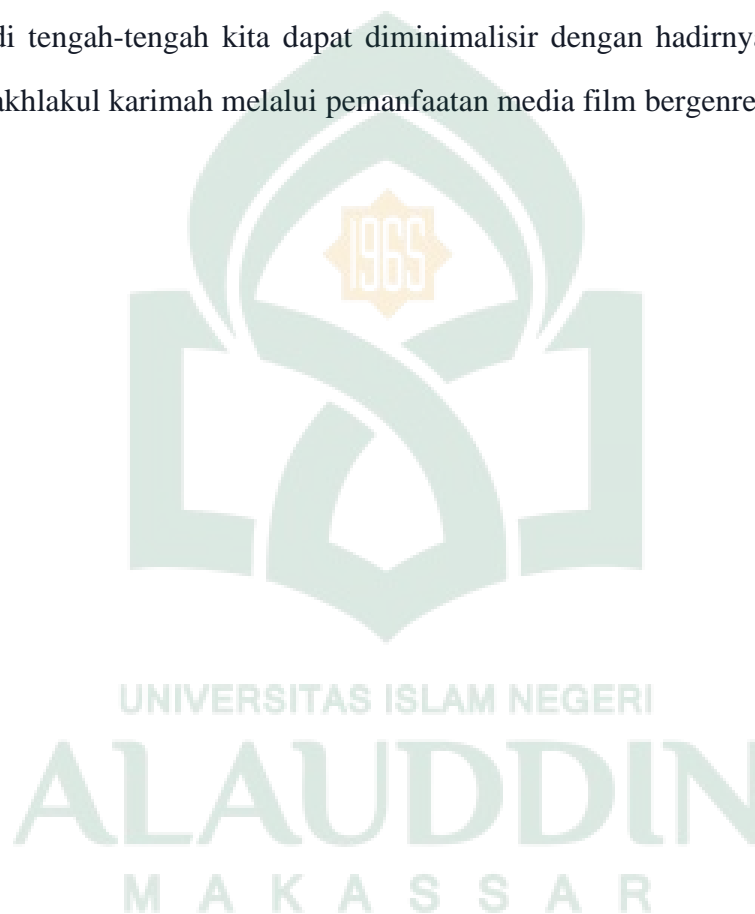 di tengah-tengah kita dapat diminimalisir dengan hadirnya
akhlakul karimah melalui pemanfaatan media film bergenre
1965
UNIVERSITAS ISLAM NEGERI
ALAUDDIN
MAKASSAR